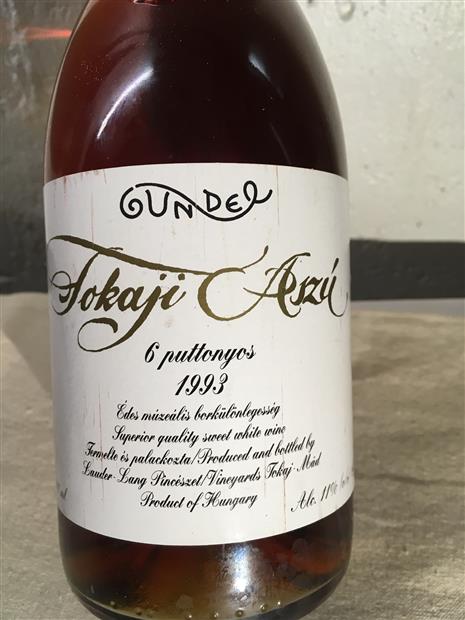 GUNDEL
Tokaji Aszú
6 puttonyos
1993
Édes múzeális borkülönlegesség
Superior quality sweet white wine
Termelte és palackozta/Produced and bottled by
Lauder-Lang Pincészet/Vineyards Tokaj-Mád
Product of Hungary
Alc. 11%